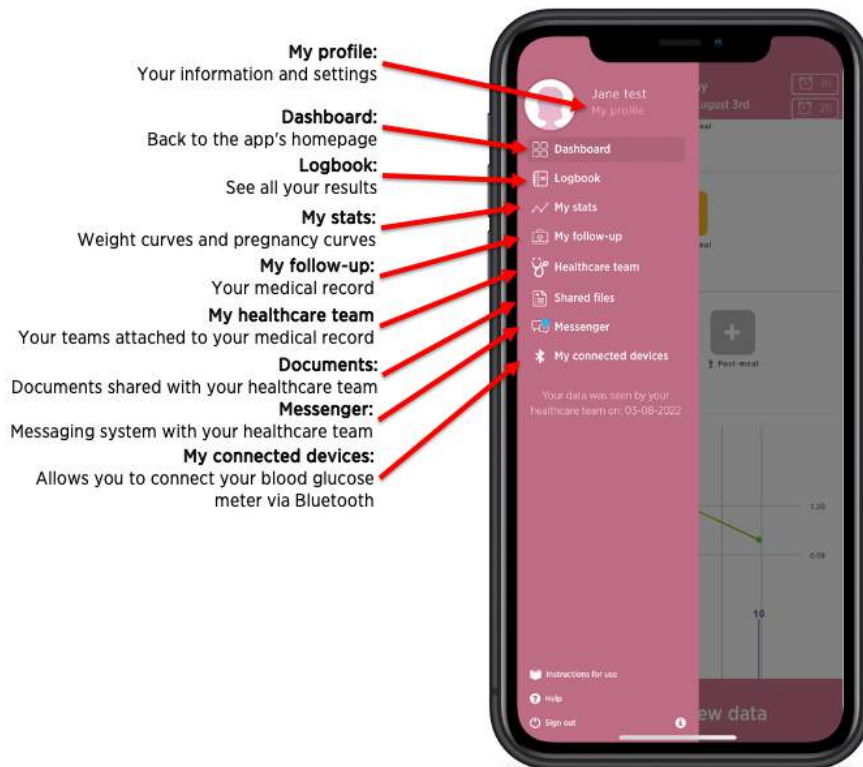 My profile:
Your information and settings
Dashboard:
Back to the app's homepage
Logbook:
See all your results
My stats:
Weight curves and pregnancy curves
My follow-up:
Your medical record
My healthcare team
Your teams attached to your medical record
Documents:
Documents shared with your healthcare team
Messenger:
Messaging system with your healthcare team
My connected devices:
Allows you to connect your blood glucose
meter via Bluetooth
Jane test
My profile
Dashboard
Logbook
My stats
My follow-up
Healthcare team
Shared files
Messenger
My connected devices
Your data was seen by your
healthcare team on: 03-08-2022
Instructions for use
Help
Sign out
ugust 3rd
1h
2h
Post-meal
10
ew data